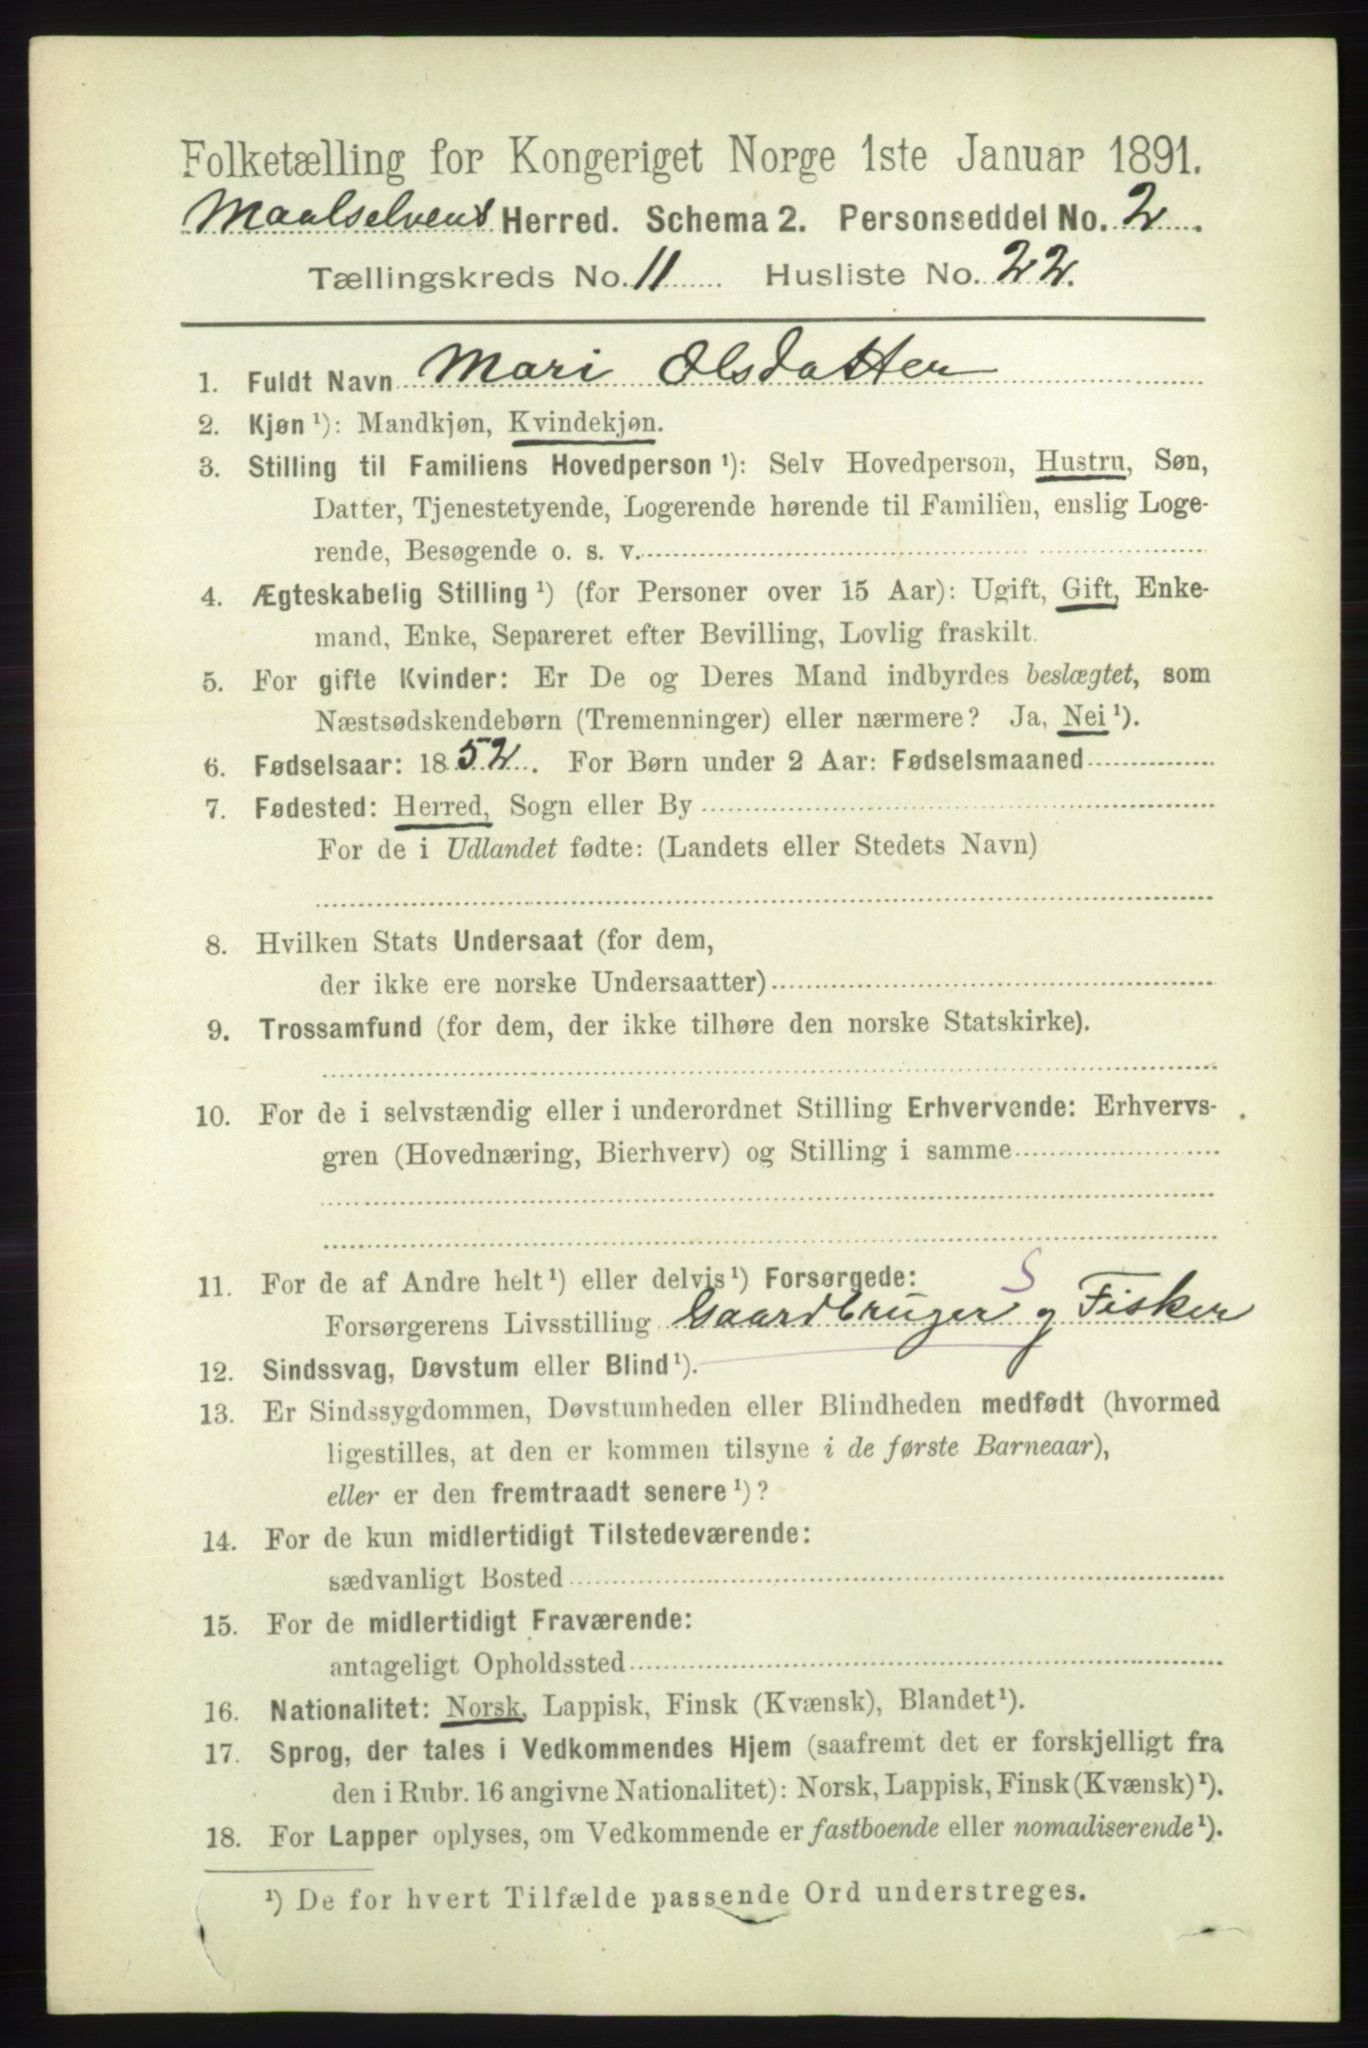 Folketælling for Kongeriget Norge 1ste Januar 1891.
Maalselvens Herred. Schema 2. Personseddel No. 2.
Tællingskreds No. 11 Husliste No. 22.
1. Fuldt Navn Mari Olsdatter
2. Kjøn ¹): Mandkjøn, Kvindekjøn.
3. Stilling til Familiens Hovedperson ¹): Selv Hovedperson, Hustru, Søn,
Datter, Tjenestetyende, Logerende hørende til Familien, enslig Loge-
rende, Besøgende o. s. v.
4. Ægteskabelig Stilling ¹) (for Personer over 15 Aar): Ugift, Gift, Enke-
mand, Enke, Separeret efter Bevilling, Lovlig fraskilt.
5. For gifte Kvinder: Er De og Deres Mand indbyrdes beslægtet, som
Næstsødskendebørn (Tremenninger) eller nærmere? Ja, Nei ¹).
6. Fødselsaar: 1852. For Børn under 2 Aar: Fødselsmaaned
7. Fødested: Herred, Sogn eller By
For de i Udlandet fødte: (Landets eller Stedets Navn)
8. Hvilken Stats Undersaat (for dem,
der ikke ere norske Undersaatter)
9. Trossamfund (for dem, der ikke tilhøre den norske Statskirke).
10. For de i selvstændig eller i underordnet Stilling Erhvervende: Erhvervs-
gren (Hovednæring, Bierhverv) og Stilling i samme
11. For de af Andre helt ¹) eller delvis ¹) Forsørgede: S
Forsørgerens Livsstilling Gaardbruger og Fisker
12. Sindssvag, Døvstum eller Blind ¹).
13. Er Sindssygdommen, Døvstumheden eller Blindheden medfødt (hvormed
ligestilles, at den er kommen tilsyne i de første Barneaar),
eller er den fremtraadt senere ¹)?
14. For de kun midlertidigt Tilstedeværende:
sædvanligt Bosted
15. For de midlertidigt Fraværende:
antageligt Opholdssted
16. Nationalitet: Norsk, Lappisk, Finsk (Kvænsk), Blandet ¹).
17. Sprog, der tales i Vedkommendes Hjem (saafremt det er forskjelligt fra
den i Rubr. 16 angivne Nationalitet): Norsk, Lappisk, Finsk (Kvænsk) ¹).
18. For Lapper oplyses, om Vedkommende er fastboende eller nomadiserende ¹).
¹) De for hvert Tilfælde passende Ord understreges.